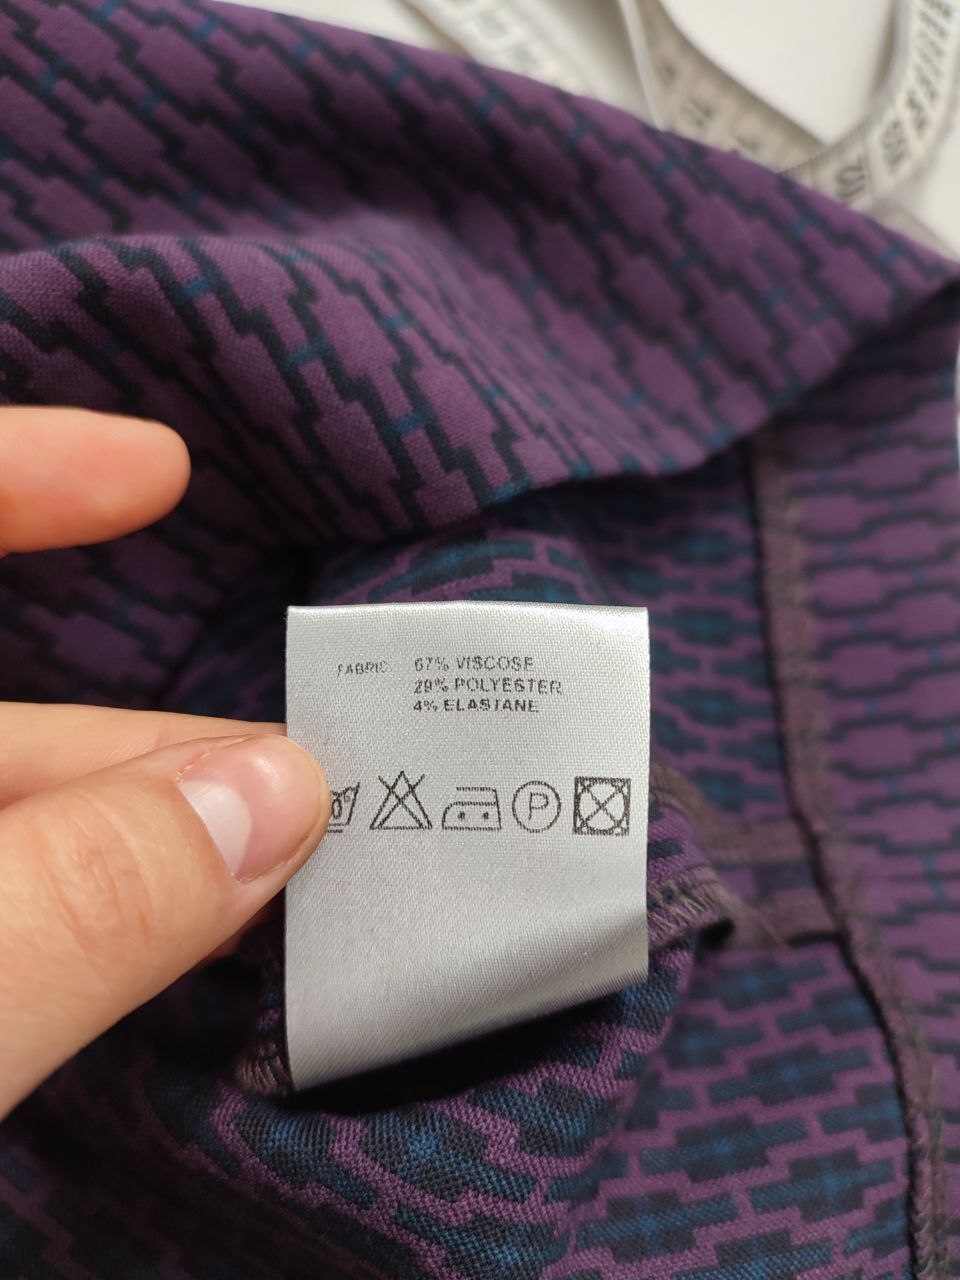 FABRIC: 67% VISCOSE
29% POLYESTER
4% ELASTANE
P